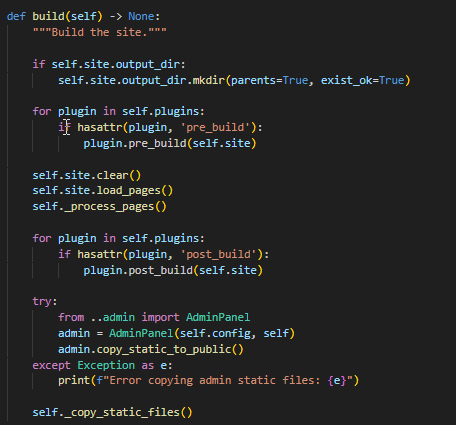 def build(self) -> None:
    """Build the site."""

    if self.site.output_dir:
        self.site.output_dir.mkdir(parents=True, exist_ok=True)

    for plugin in self.plugins:
        if hasattr(plugin, 'pre_build'):
            plugin.pre_build(self.site)

    self.site.clear()
    self.site.load_pages()
    self._process_pages()

    for plugin in self.plugins:
        if hasattr(plugin, 'post_build'):
            plugin.post_build(self.site)

    try:
        from ..admin import AdminPanel
        admin = AdminPanel(self.config, self)
        admin.copy_static_to_public()
    except Exception as e:
        print(f"Error copying admin static files: {e}")

    self._copy_static_files()